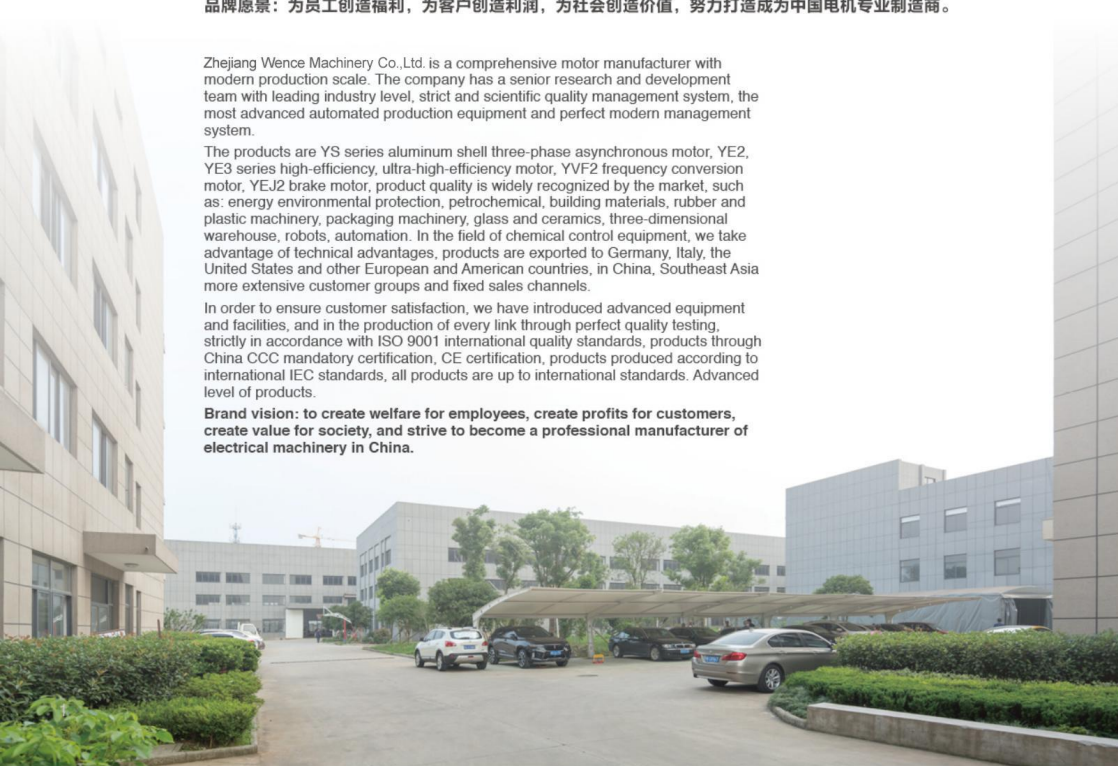 品牌愿景：为员工创造福利，为客户创造利润，为社会创造价值，努力打造成为中国电机专业制造商。
Zhejiang Wence Machinery Co.,Ltd. is a comprehensive motor manufacturer with
modern production scale. The company has a senior research and development
team with leading industry level, strict and scientific quality management system, the
most advanced automated production equipment and perfect modern management
system.
The products are YS series aluminum shell three-phase asynchronous motor, YE2,
YE3 series high-efficiency, ultra-high-efficiency motor, YVF2 frequency conversion
motor, YEJ2 brake motor, product quality is widely recognized by the market, such
as: energy environmental protection, petrochemical, building materials, rubber and
plastic machinery, packaging machinery, glass and ceramics, three-dimensional
warehouse, robots, automation. In the field of chemical control equipment, we take
advantage of technical advantages, products are exported to Germany, Italy, the
United States and other European and American countries, in China, Southeast Asia
more extensive customer groups and fixed sales channels.
In order to ensure customer satisfaction, we have introduced advanced equipment
and facilities, and in the production of every link through perfect quality testing,
strictly in accordance with ISO 9001 international quality standards, products through
China CCC mandatory certification, CE certification, products produced according to
international IEC standards, all products are up to international standards. Advanced
level of products.
Brand vision: to create welfare for employees, create profits for customers,
create value for society, and strive to become a professional manufacturer of
electrical machinery in China.